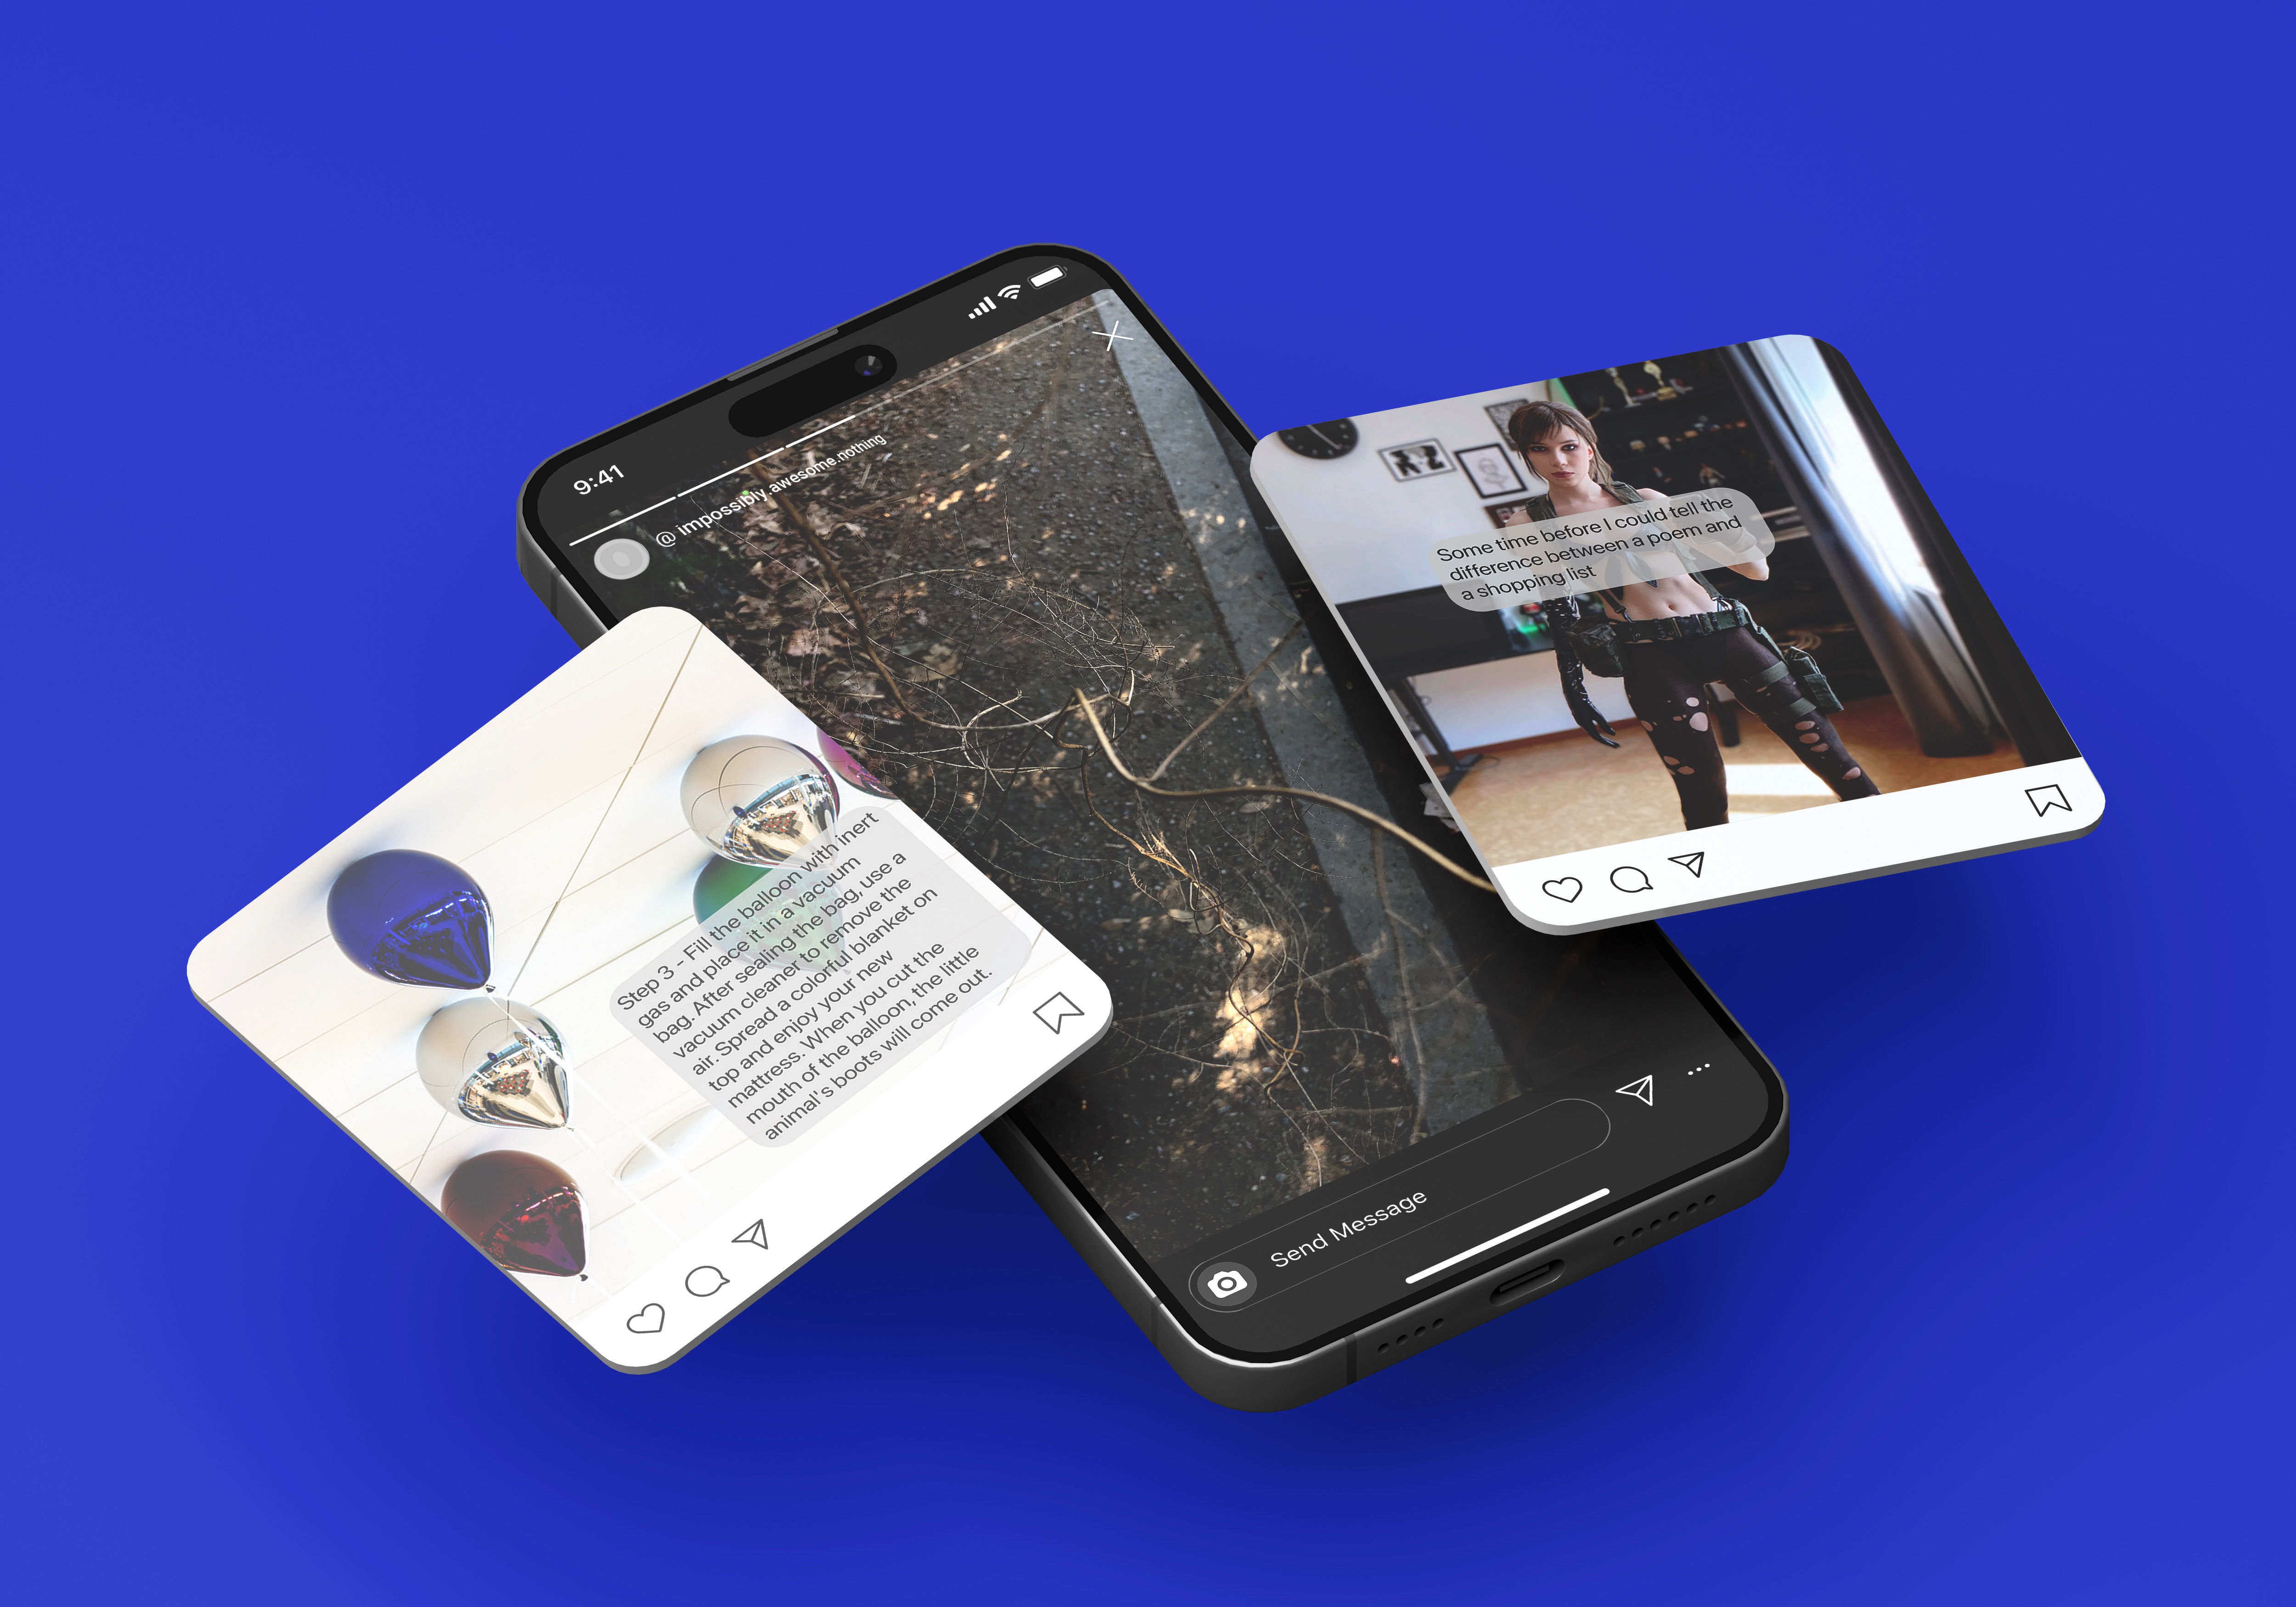 9:41
@ impossibly.awesome.nothing
Some time before I could tell the
difference between a poem and
a shopping list
Step 3 - Fill the balloon with inert
gas and place it in a vacuum
bag. After sealing the bag, use a
vacuum cleaner to remove the
air. Spread a colorful blanket on
top and enjoy your new
mattress. When you cut the
mouth of the balloon, the little
animal's boots will come out.
Send Message